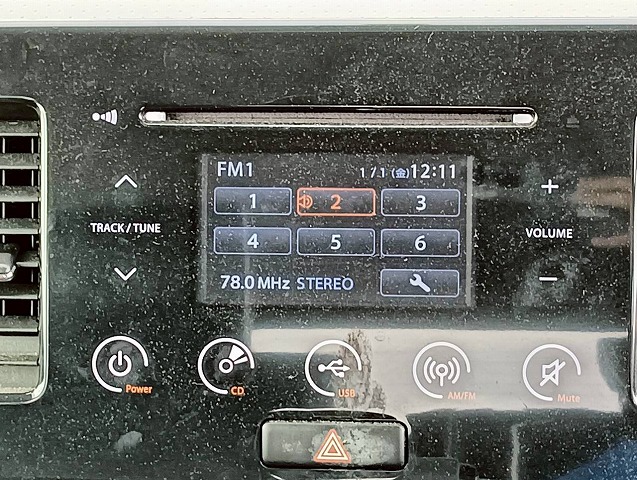 FM1 1/1 (金) 12:11
1 2 3
TRACK / TUNE
VOLUME
4 5 6
78.0 MHz STEREO
Power
CD
USB
AM/FM
Mute